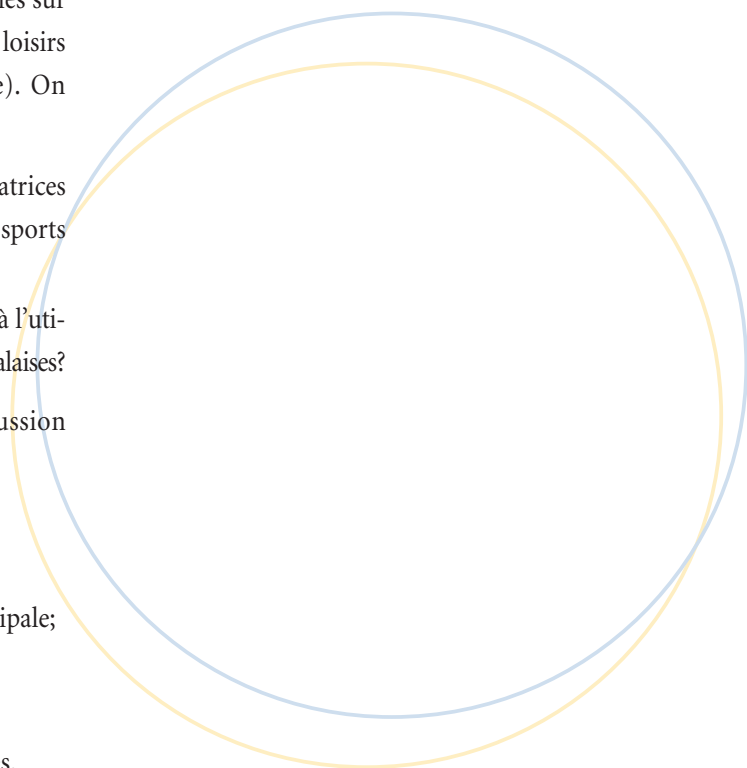 loisirs
e). On
atrices
sports
à l’uti-
alaises?
ussion
ipale;
s